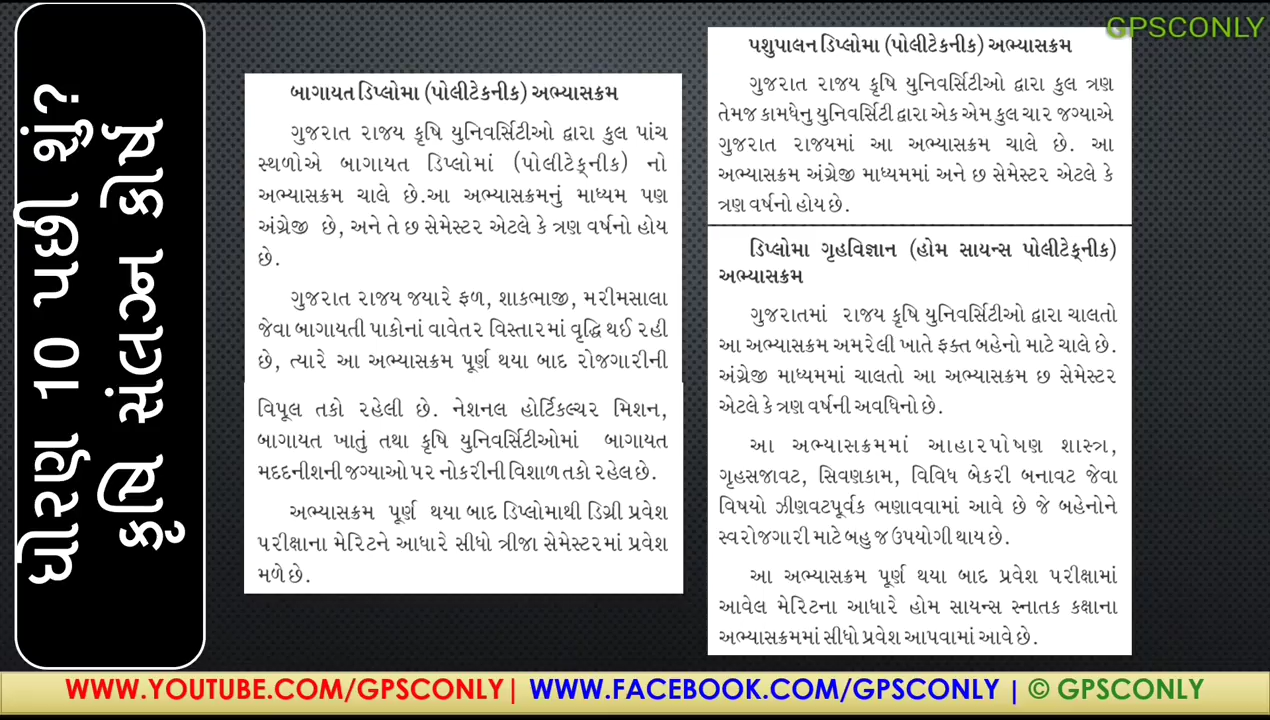 ધોરણ 10 પછી શું?
કૃષિ સંલગ્ન કોર્ષ
બાગાયત ડિપ્લોમા (પોલીટેકનીક) અભ્યાસક્રમ
ગુજરાત રાજય કૃષિ યુનિવર્સિટીઓ દ્વારા કુલ પાંચ
સ્થળોએ બાગાયત ડિપ્લોમાં (પોલીટેક્નીક) નો
અભ્યાસક્રમ ચાલે છે.આ અભ્યાસક્રમનું માધ્યમ પણ
અંગ્રેજી છે, અને તે છ સેમેસ્ટર એટલે કે ત્રણ વર્ષનો હોય
છે.
ગુજરાત રાજય જયારે ફળ, શાકભાજી, મરીમસાલા
જેવા બાગાયતી પાકોનાં વાવેતર વિસ્તારમાં વૃદ્ધિ થઈ રહી
છે, ત્યારે આ અભ્યાસક્રમ પૂર્ણ થયા બાદ રોજગારીની
વિપૂલ તકો રહેલી છે. નેશનલ હોર્ટિકલ્ચર મિશન,
બાગાયત ખાતું તથા કૃષિ યુનિવર્સિટીઓમાં બાગાયત
મદદનીશની જગ્યાઓ પર નોકરીની વિશાળ તકો રહેલ છે.
અભ્યાસક્રમ પૂર્ણ થયા બાદ ડિપ્લોમાથી ડિગ્રી પ્રવેશ
પરીક્ષાના મેરિટને આધારે સીધો ત્રીજા સેમેસ્ટરમાં પ્રવેશ
મળે છે.
GPSCONLY
પશુપાલન ડિપ્લોમા (પોલીટેકનીક) અભ્યાસક્રમ
ગુજરાત રાજય કૃષિ યુનિવર્સિટીઓ દ્વારા કુલ ત્રણ
તેમજ કામધેનુ યુનિવર્સિટી દ્વારા એક એમ કુલ ચાર જગ્યાએ
ગુજરાત રાજયમાં આ અભ્યાસક્રમ ચાલે છે. આ
અભ્યાસક્રમ અંગ્રેજી માધ્યમમાં અને છ સેમેસ્ટર એટલે કે
ત્રણ વર્ષનો હોય છે.
ડિપ્લોમા ગૃહવિજ્ઞાન (હોમ સાયન્સ પોલીટેક્નીક)
અભ્યાસક્રમ
ગુજરાતમાં રાજય કૃષિ યુનિવર્સિટીઓ દ્વારા ચાલતો
આ અભ્યાસક્રમ અમરેલી ખાતે ફક્ત બહેનો માટે ચાલે છે.
અંગ્રેજી માધ્યમમાં ચાલતો આ અભ્યાસક્રમ છ સેમેસ્ટર
એટલે કે ત્રણ વર્ષની અવધિનો છે.
આ અભ્યાસક્રમમાં આહારપોષણ શાસ્ત્ર,
ગૃહસજાવટ, સિવણકામ, વિવિધ બેકરી બનાવટ જેવા
વિષયો ઝીણવટપૂર્વક ભણાવવામાં આવે છે જે બહેનોને
સ્વરોજગારી માટે બહુ જ ઉપયોગી થાય છે.
આ અભ્યાસક્રમ પૂર્ણ થયા બાદ પ્રવેશ પરીક્ષામાં
આવેલ મેરિટના આધારે હોમ સાયન્સ સ્નાતક કક્ષાના
અભ્યાસક્રમમાં સીધો પ્રવેશ આપવામાં આવે છે.
WWW.YOUTUBE.COM/GPSCONLY | WWW.FACEBOOK.COM/GPSCONLY | © GPSCONLY